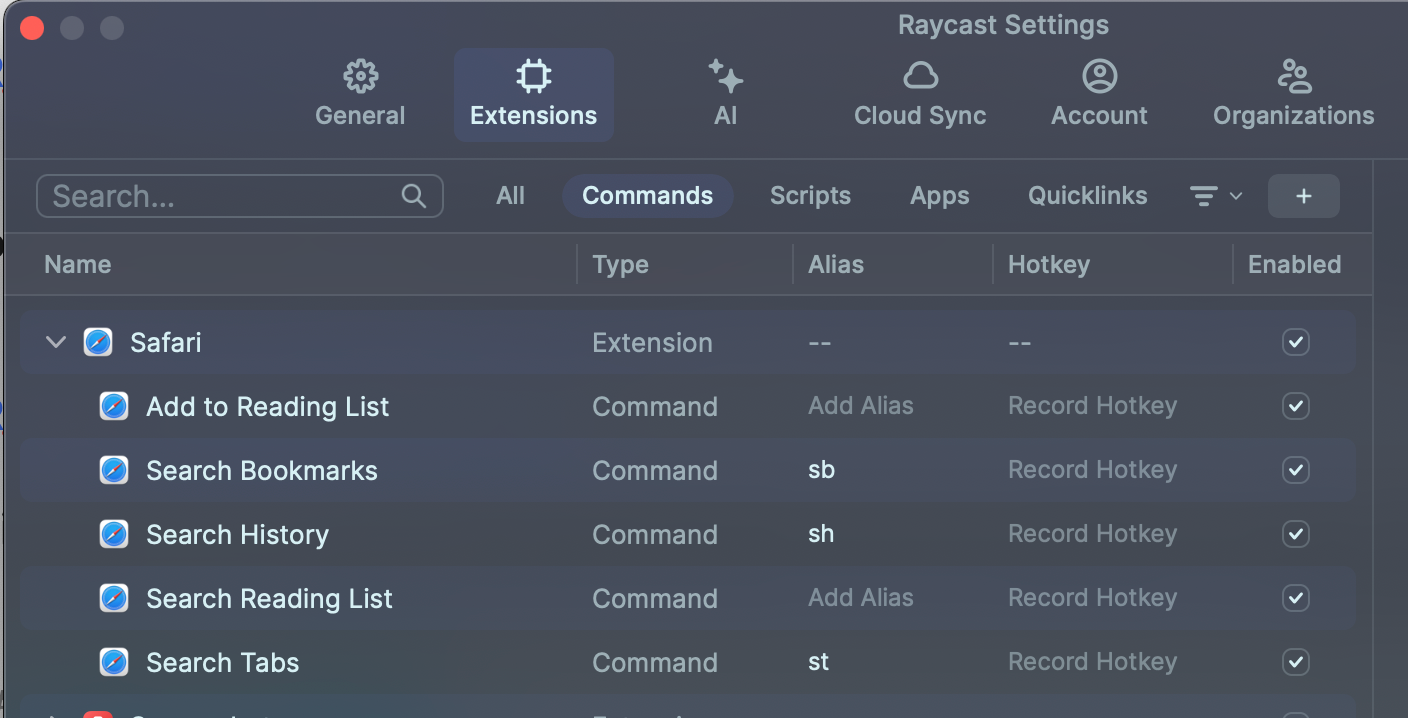 Raycast Settings
General Extensions AI Cloud Sync Account Organizations
Search... All Commands Scripts Apps Quicklinks +
Name Type Alias Hotkey Enabled
Safari Extension -- --
Add to Reading List Command Add Alias Record Hotkey
Search Bookmarks Command sb Record Hotkey
Search History Command sh Record Hotkey
Search Reading List Command Add Alias Record Hotkey
Search Tabs Command st Record Hotkey